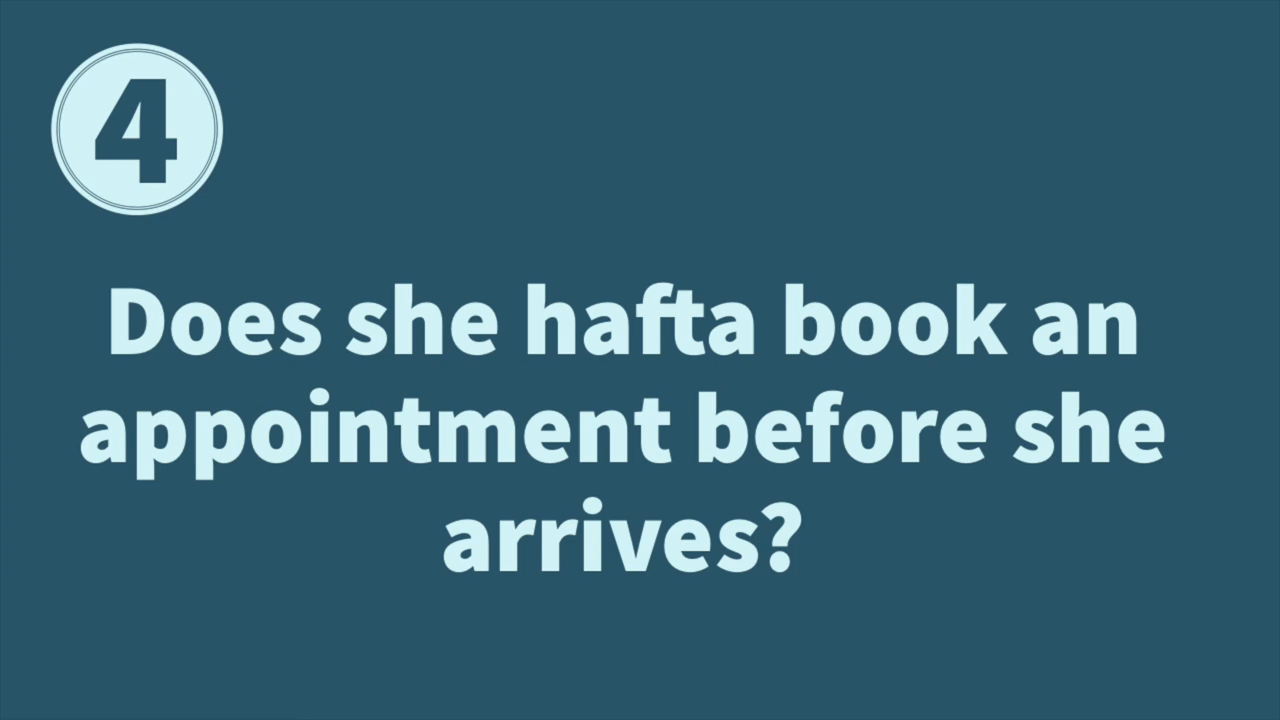 4
Does she hafta book an
appointment before she
arrives?